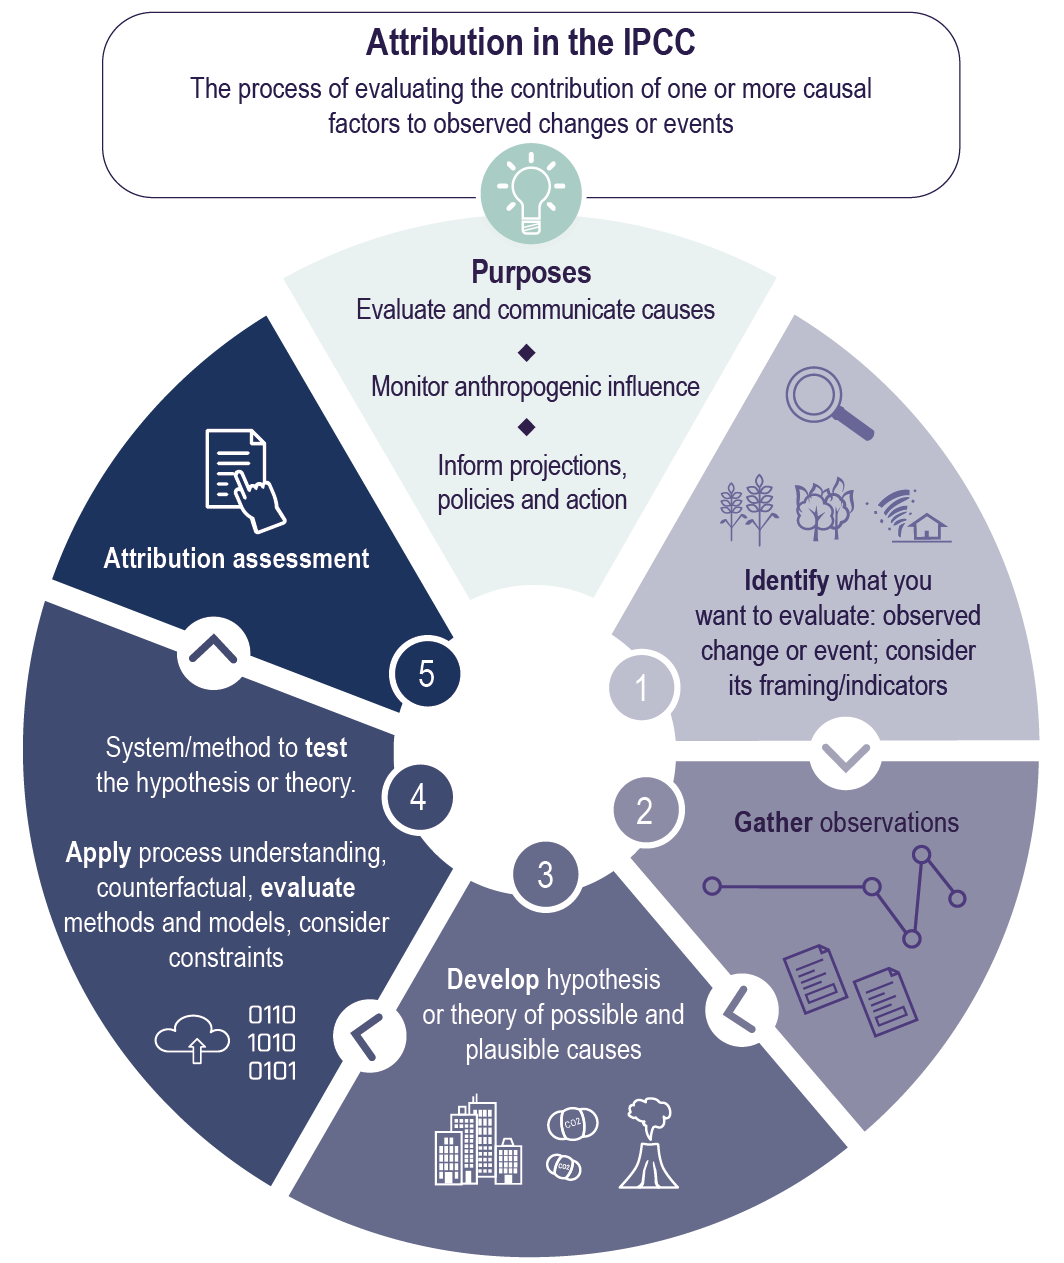 Attribution in the IPCC
The process of evaluating the contribution of one or more causal
factors to observed changes or events
Purposes
Evaluate and communicate causes
Monitor anthropogenic influence
Inform projections,
policies and action
1
Identify what you
want to evaluate: observed
change or event; consider
its framing/indicators
2
Gather observations
3
Develop hypothesis
or theory of possible and
plausible causes
CO2
CO2
4
System/method to test
the hypothesis or theory.
Apply process understanding,
counterfactual, evaluate
methods and models, consider
constraints
0110
1010
0101
5
Attribution assessment